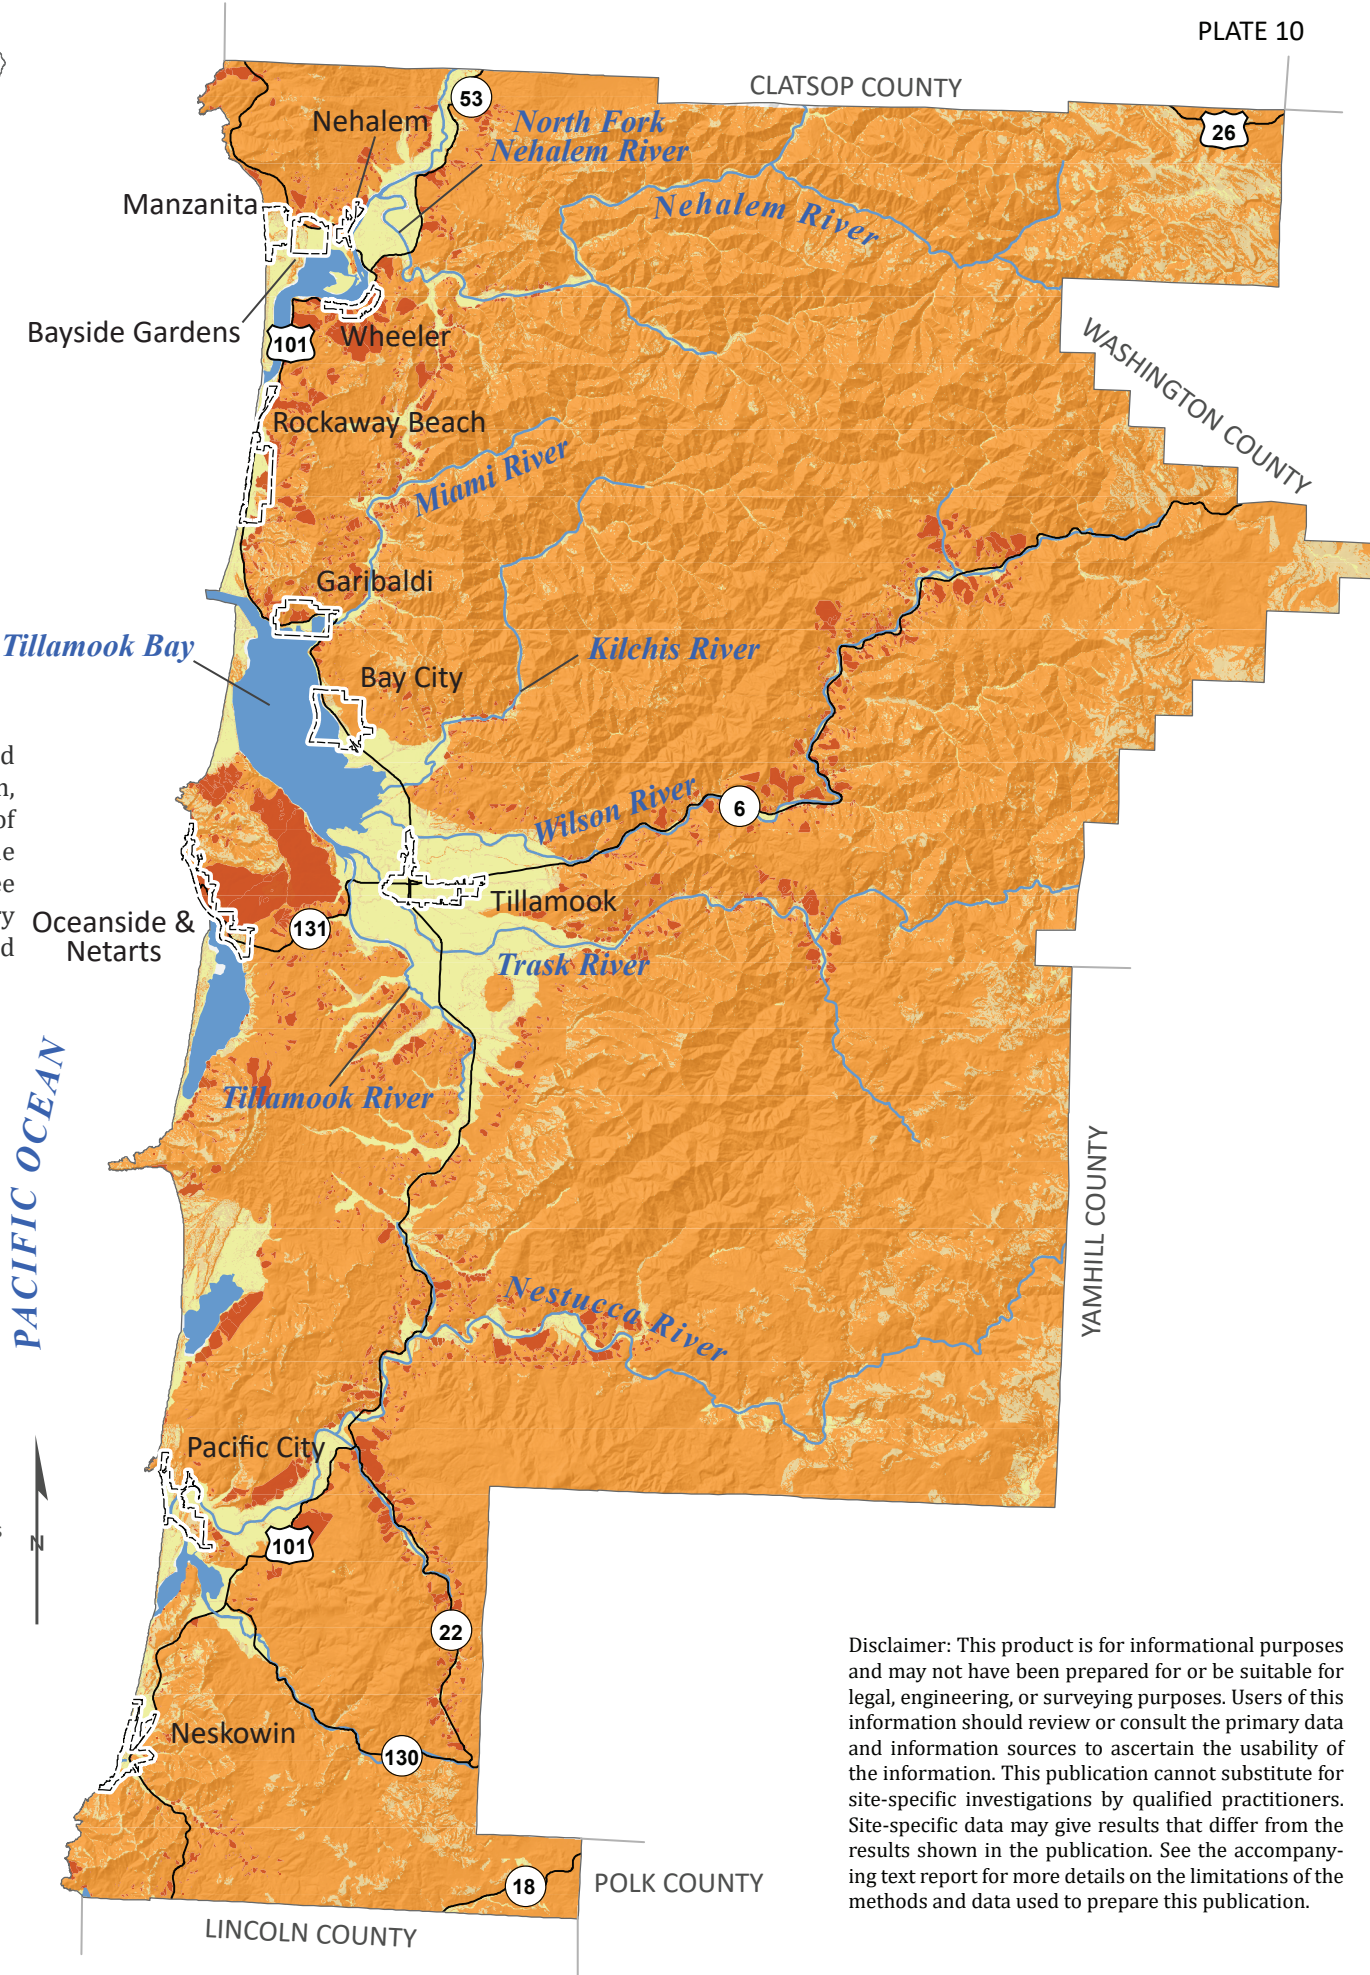 PLATE 10
CLATSOP COUNTY
53
26
Nehalem
North Fork
Nehalem River
Manzanita
Nehalem River
Bayside Gardens
101
Wheeler
WASHINGTON COUNTY
Rockaway Beach
Miami River
Garibaldi
Tillamook Bay
Kilchis River
Bay City
d
of
e
ee
ry
d
Wilson River
6
Tillamook
Oceanside &
Netarts
131
Trask River
Tillamook River
PACIFIC OCEAN
YAMHILL COUNTY
Nestucca River
Pacific City
N
101
22
Neskowin
130
18
POLK COUNTY
LINCOLN COUNTY
Disclaimer: This product is for informational purposes
and may not have been prepared for or be suitable for
legal, engineering, or surveying purposes. Users of this
information should review or consult the primary data
and information sources to ascertain the usability of
the information. This publication cannot substitute for
site-specific investigations by qualified practitioners.
Site-specific data may give results that differ from the
results shown in the publication. See the accompany-
ing text report for more details on the limitations of the
methods and data used to prepare this publication.